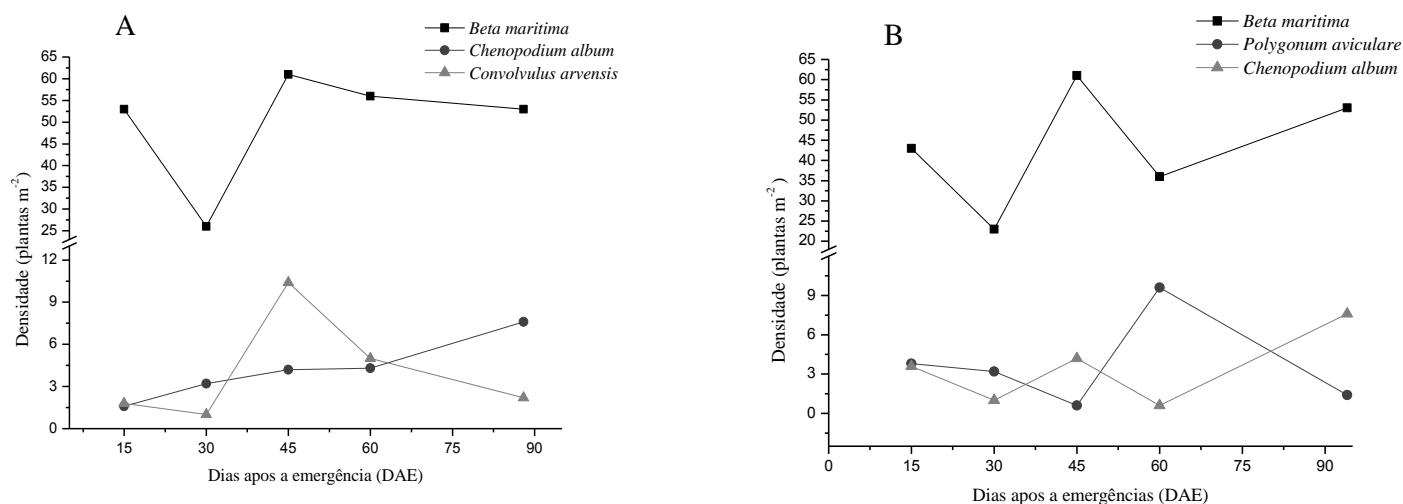 A
Beta maritima
Chenopodium album
Convolvulus arvensis
65
60
55
50
45
40
35
30
25
12
9
6
3
0
15 30 45 60 75 90
Densidade (plantas m-2)
Dias apos a emergência (DAE)
B
Beta maritima
Polygonum aviculare
Chenopodium album
65
60
55
50
45
40
35
30
25
20
9
6
3
0
0 15 30 45 60 75 90
Densidade (plantas m-2)
Dias apos a emergências (DAE)